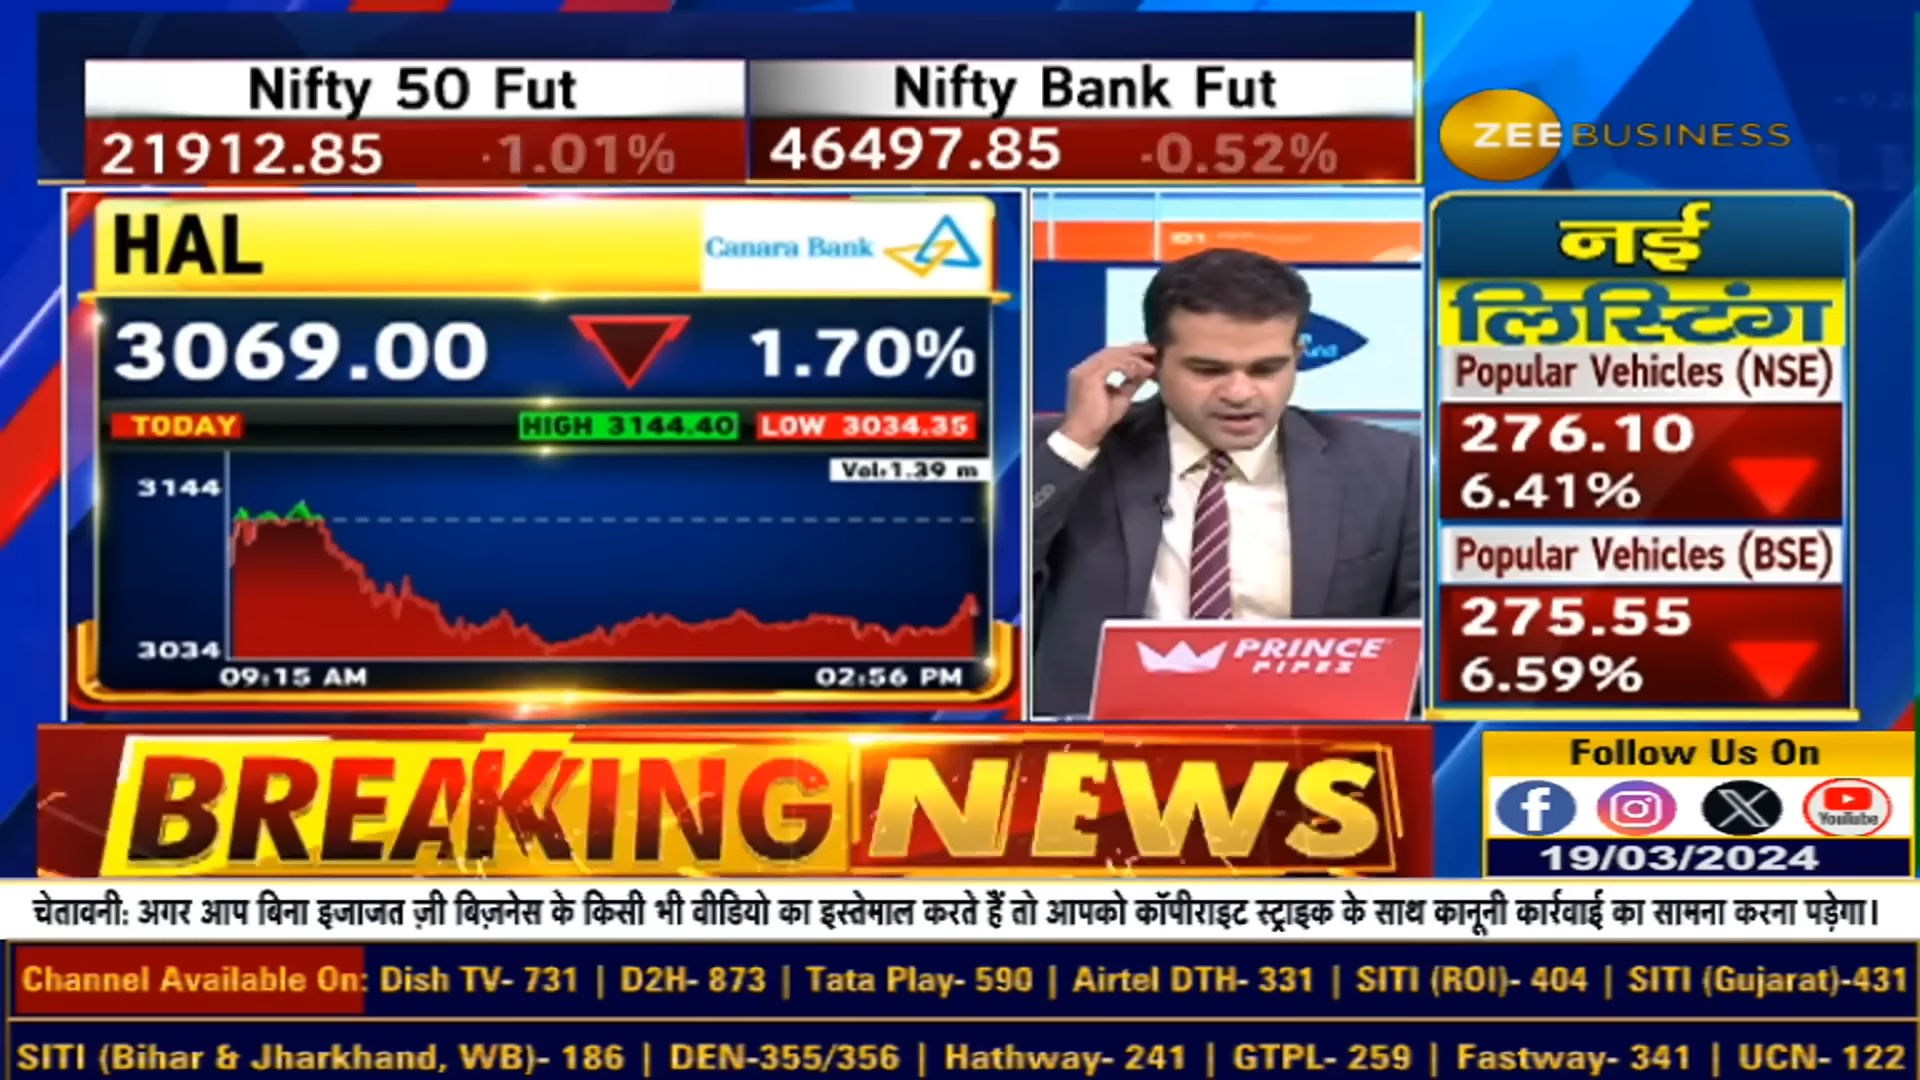 Nifty 50 Fut
21912.85 -1.01%
Nifty Bank Fut
46497.85 -0.52%
ZEE BUSINESS
HAL
Canara Bank
3069.00 1.70%
TODAY HIGH 3144.40 LOW 3034.35
Vol:1.39 m
3144
3034
09:15 AM 02:56 PM
PRINCE
PIPES
नई
लिस्टिंग
Popular Vehicles (NSE)
276.10
6.41%
Popular Vehicles (BSE)
275.55
6.59%
BREAKING NEWS
Follow Us On
YouTube
19/03/2024
चेतावनी: अगर आप बिना इजाजत ज़ी बिज़नेस के किसी भी वीडियो का इस्तेमाल करते हैं तो आपको कॉपीराइट स्ट्राइक के साथ कानूनी कार्रवाई का सामना करना पड़ेगा।
Channel Available On: Dish TV- 731 | D2H- 873 | Tata Play- 590 | Airtel DTH- 331 | SITI (ROI)- 404 | SITI (Gujarat)-431
SITI (Bihar & Jharkhand, WB)- 186 | DEN-355/356 | Hathway- 241 | GTPL- 259 | Fastway- 341 | UCN- 122